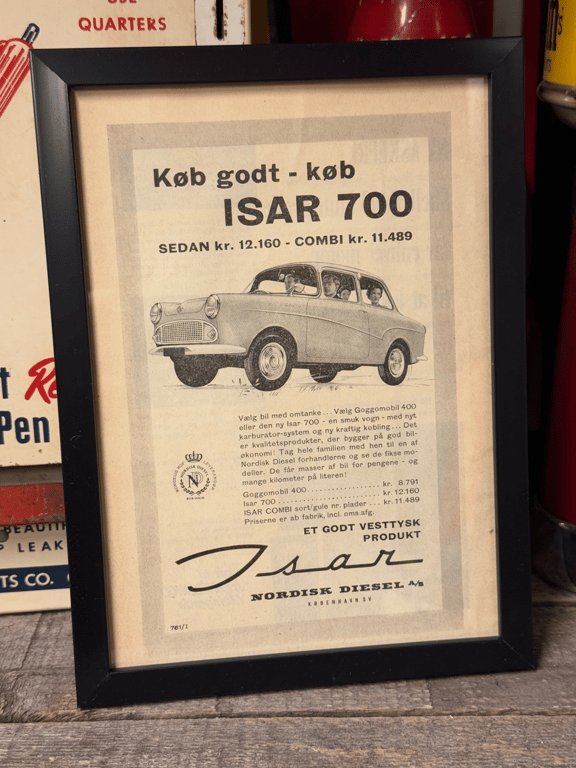 QUARTERS
Køb godt - køb
ISAR 700
SEDAN kr. 12.160 - COMBI kr. 11.489
Vælg bil med omtanke... Vælg Goggomobil 400
eller den ny Isar 700 - en smuk vogn - med nyt
karburator-system og ny kraftig kobling... Det
er kvalitetsprodukter, der bygger på god bil-
økonomi! Tag hele familien med hen til en af
Nordisk Diesel forhandlerne og se de fikse mo-
deller. De får masser af bil for pengene - og
mange kilometer på literen!
Goggomobil 400 .................... kr. 8.791
Isar 700 ........................... kr. 12.160
ISAR COMBI sort/gule nr. plader ... kr. 11.489
Priserne er ab fabrik, incl. oms.afg.
ET GODT VESTTYSK
PRODUKT
Isar
NORDISK DIESEL A/S
KØBENHAVN SV
761/I
Pen
LEAK
TS CO.